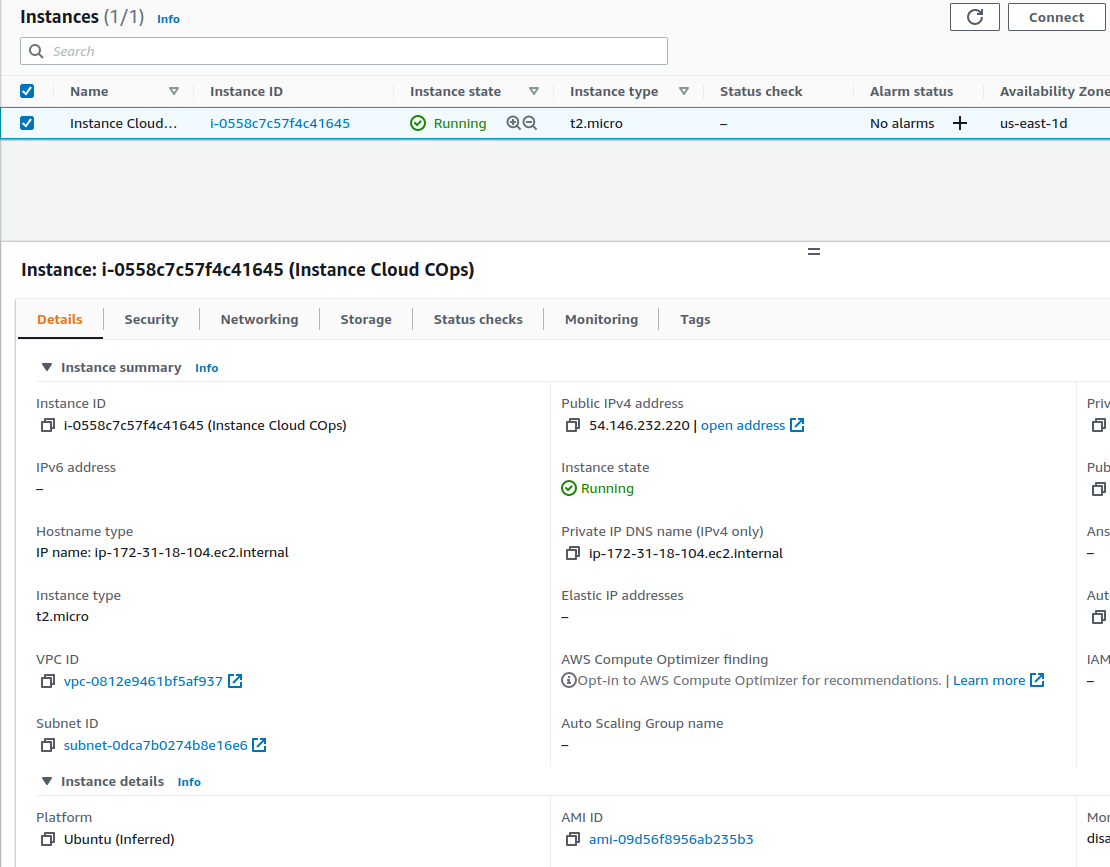 Instances (1/1) Info
Connect
Search
Name Instance ID Instance state Instance type Status check Alarm status Availability Zone
Instance Cloud… i-0558c7c57f4c41645 Running t2.micro – No alarms + us-east-1d
Instance: i-0558c7c57f4c41645 (Instance Cloud COps)
Details Security Networking Storage Status checks Monitoring Tags
Instance summary Info
Instance ID
i-0558c7c57f4c41645 (Instance Cloud COps)
Public IPv4 address
54.146.232.220 | open address
Priv
IPv6 address
–
Instance state
Running
Pub
Hostname type
IP name: ip-172-31-18-104.ec2.internal
Private IP DNS name (IPv4 only)
ip-172-31-18-104.ec2.internal
Ans
–
Instance type
t2.micro
Elastic IP addresses
–
Aut
VPC ID
vpc-0812e9461bf5af937
AWS Compute Optimizer finding
Opt-in to AWS Compute Optimizer for recommendations. | Learn more
IAM
–
Subnet ID
subnet-0dca7b0274b8e16e6
Auto Scaling Group name
–
Instance details Info
Platform
Ubuntu (Inferred)
AMI ID
ami-09d56f8956ab235b3
Mor
disa